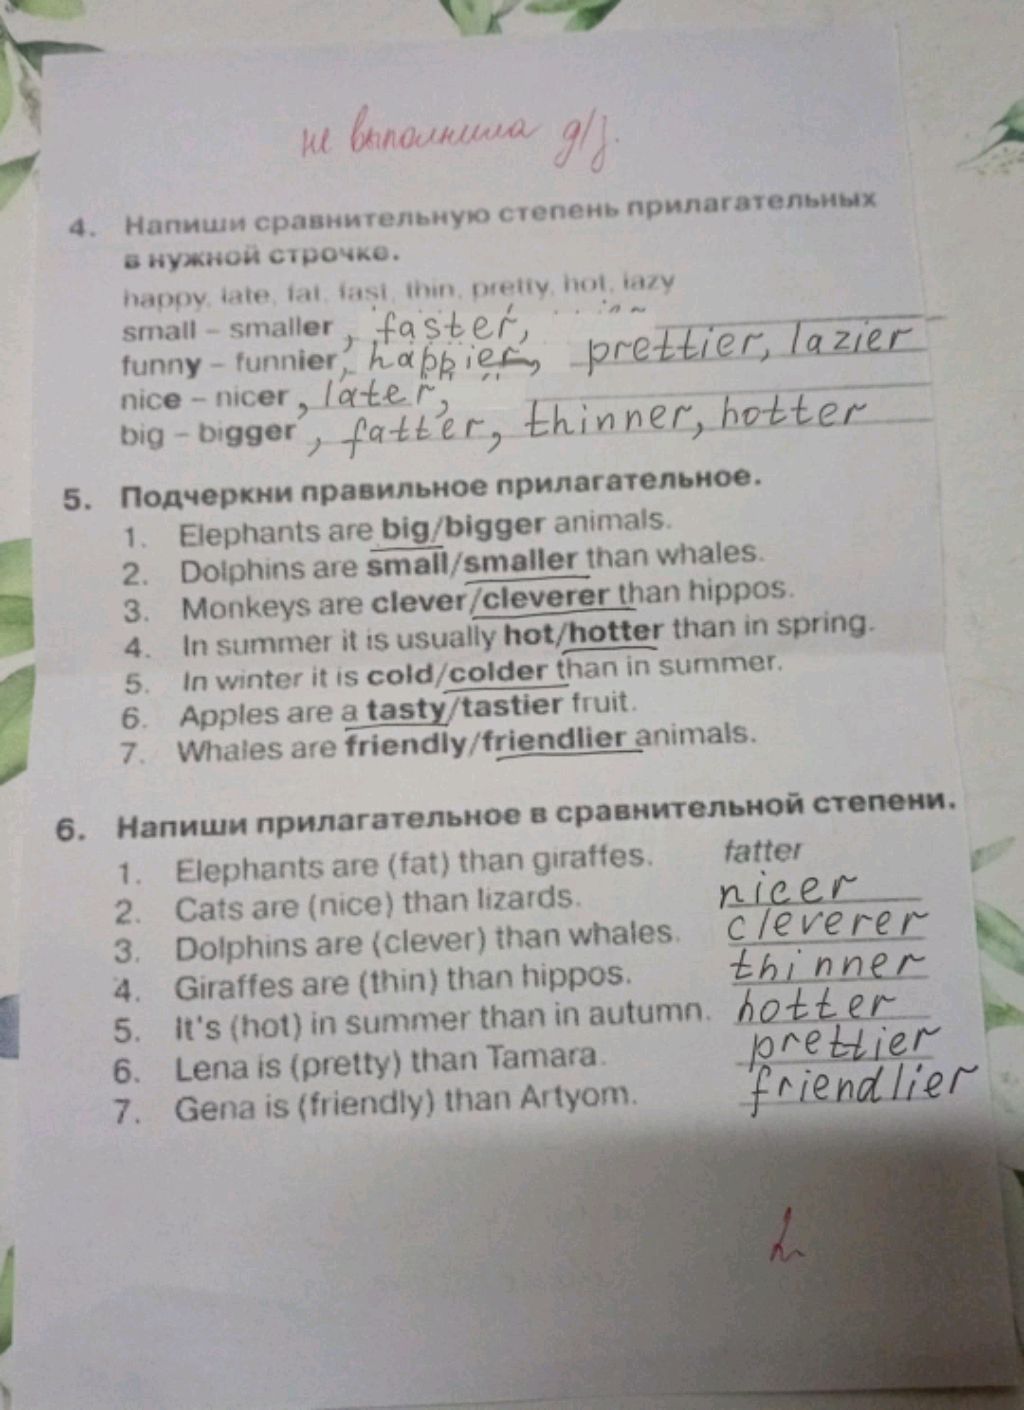 не выполнила д/з.
4. Напиши сравнительную степень прилагательных
в нужной строчке.
happy, late, fat, fast, thin, pretty, hot, lazy
small – smaller, faster,
funny – funnier, happier, prettier, lazier
nice – nicer, later,
big – bigger, fatter, thinner, hotter
5. Подчеркни правильное прилагательное.
1. Elephants are big/bigger animals.
2. Dolphins are small/smaller than whales.
3. Monkeys are clever/cleverer than hippos.
4. In summer it is usually hot/hotter than in spring.
5. In winter it is cold/colder than in summer.
6. Apples are a tasty/tastier fruit.
7. Whales are friendly/friendlier animals.
6. Напиши прилагательное в сравнительной степени.
1. Elephants are (fat) than giraffes. fatter
2. Cats are (nice) than lizards. nicer
3. Dolphins are (clever) than whales. cleverer
4. Giraffes are (thin) than hippos. thinner
5. It's (hot) in summer than in autumn. hotter
6. Lena is (pretty) than Tamara. prettier
7. Gena is (friendly) than Artyom. friendlier
2